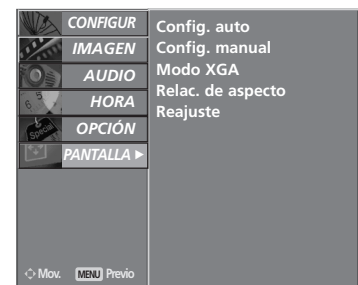 CONFIGUR
IMAGEN
AUDIO
HORA
OPCIÓN
PANTALLA
Config. auto
Config. manual
Modo XGA
Relac. de aspecto
Reajuste
Mov. MENU Previo